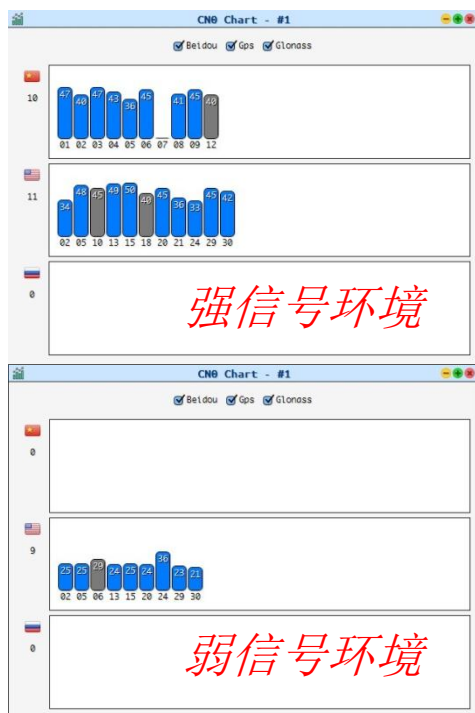 CN0 Chart - #1
Beidou Gps Glonass
10
47 40 47 43 36 45 41 45 40
01 02 03 04 05 06 07 08 09 12
11
34 48 45 49 50 40 45 36 33 45 42
02 05 10 13 15 18 20 21 24 29 30
0
强信号环境
CN0 Chart - #1
Beidou Gps Glonass
0
9
25 25 29 24 25 24 36 23 21
02 05 06 13 15 20 24 29 30
0
弱信号环境